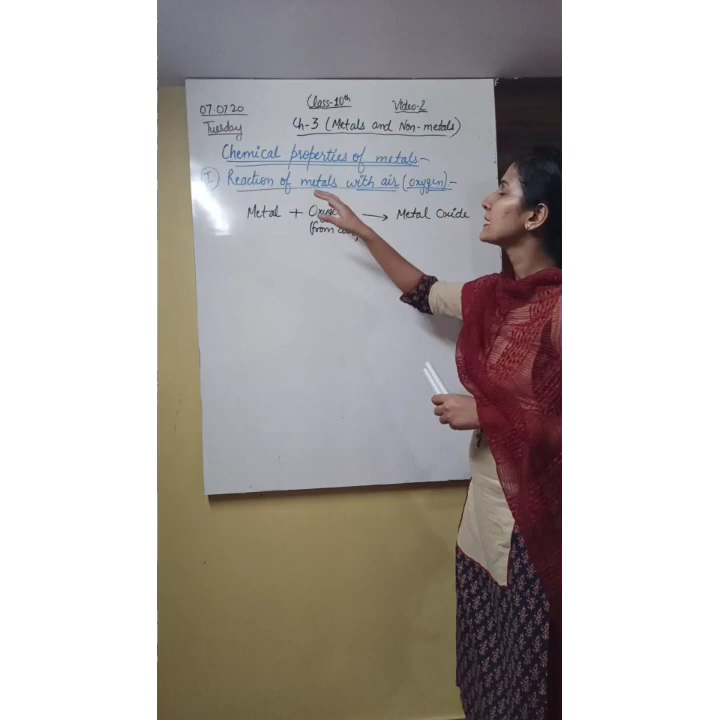 07.07.20 Class-10th Video-2
Tuesday Ch-3 (Metals and Non-metals)
Chemical properties of metals-
I) Reaction of metals with air (oxygen)-
Metal + → Metal Oxide
(from